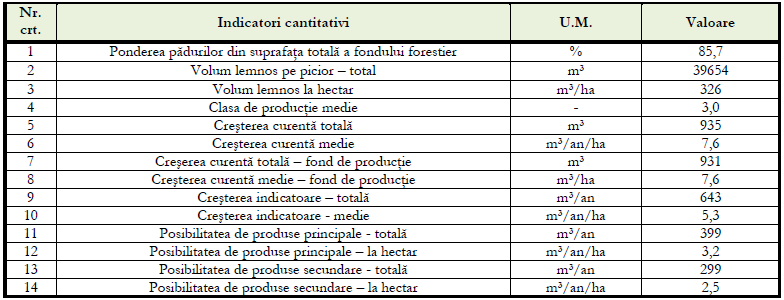 Nr. crt. Indicatori cantitativi U.M. Valoare
1 Ponderea pădurilor din suprafața totală a fondului forestier % 85,7
2 Volum lemnos pe picior – total m³ 39654
3 Volum lemnos la hectar m³/ha 326
4 Clasa de producție medie - 3,0
5 Creșterea curentă totală m³ 935
6 Creșterea curentă medie m³/an/ha 7,6
7 Creșerea curentă totală – fond de producție m³ 931
8 Creșterea curentă medie – fond de producție m³/ha 7,6
9 Creșterea indicatoare – totală m³/an 643
10 Creșterea indicatoare - medie m³/an/ha 5,3
11 Posibilitatea de produse principale - totală m³/an 399
12 Posibilitatea de produse principale – la hectar m³/an/ha 3,2
13 Posibilitatea de produse secundare - totală m³/an 299
14 Posibilitatea de produse secundare – la hectar m³/an/ha 2,5